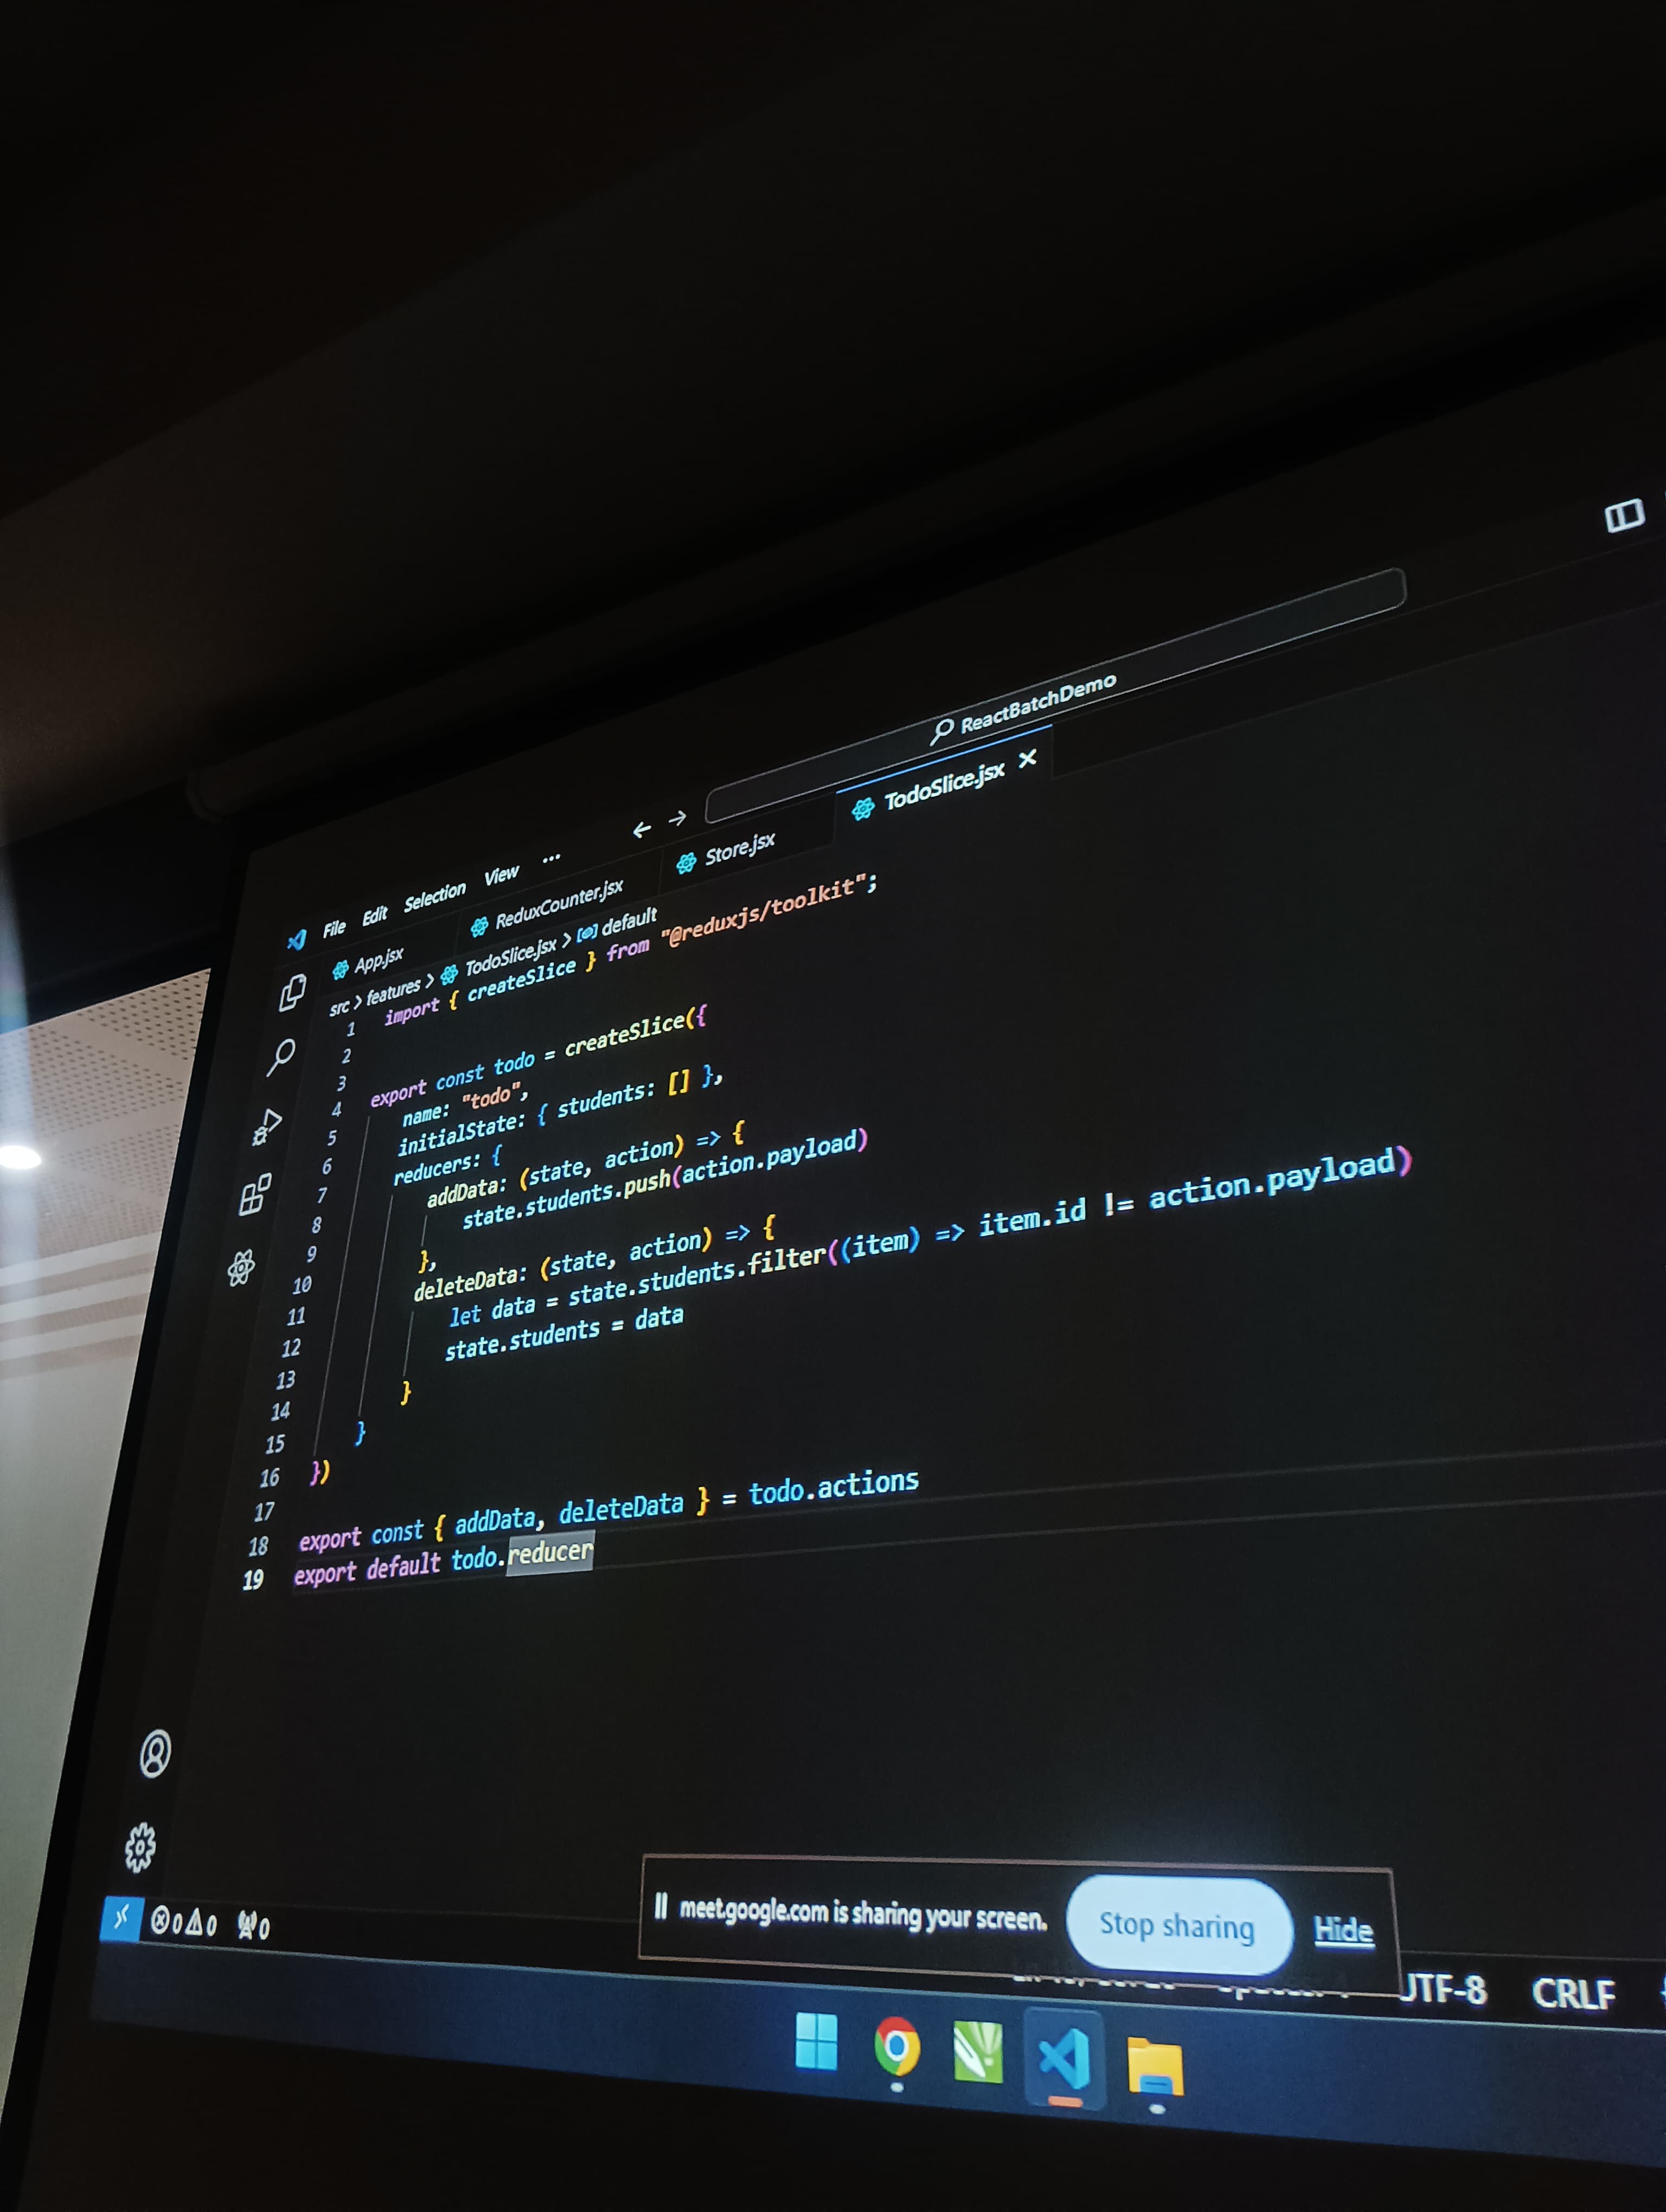 File Edit Selection View ...
ReactBatchDemo
App.jsx ReduxCounter.jsx Store.jsx TodoSlice.jsx
src > features > TodoSlice.jsx > default
1 import { createSlice } from "@reduxjs/toolkit";
2
3
4 export const todo = createSlice({
5 name: "todo",
6 initialState: { students: [] },
7 reducers: {
8 addData: (state, action) => {
9 state.students.push(action.payload)
10 },
11 deleteData: (state, action) => {
12 let data = state.students.filter((item) => item.id != action.payload)
13 state.students = data
14 }
15 }
16 })
17
18 export const { addData, deleteData } = todo.actions
19 export default todo.reducer
meet.google.com is sharing your screen. Stop sharing Hide
0 0 0
UTF-8 CRLF